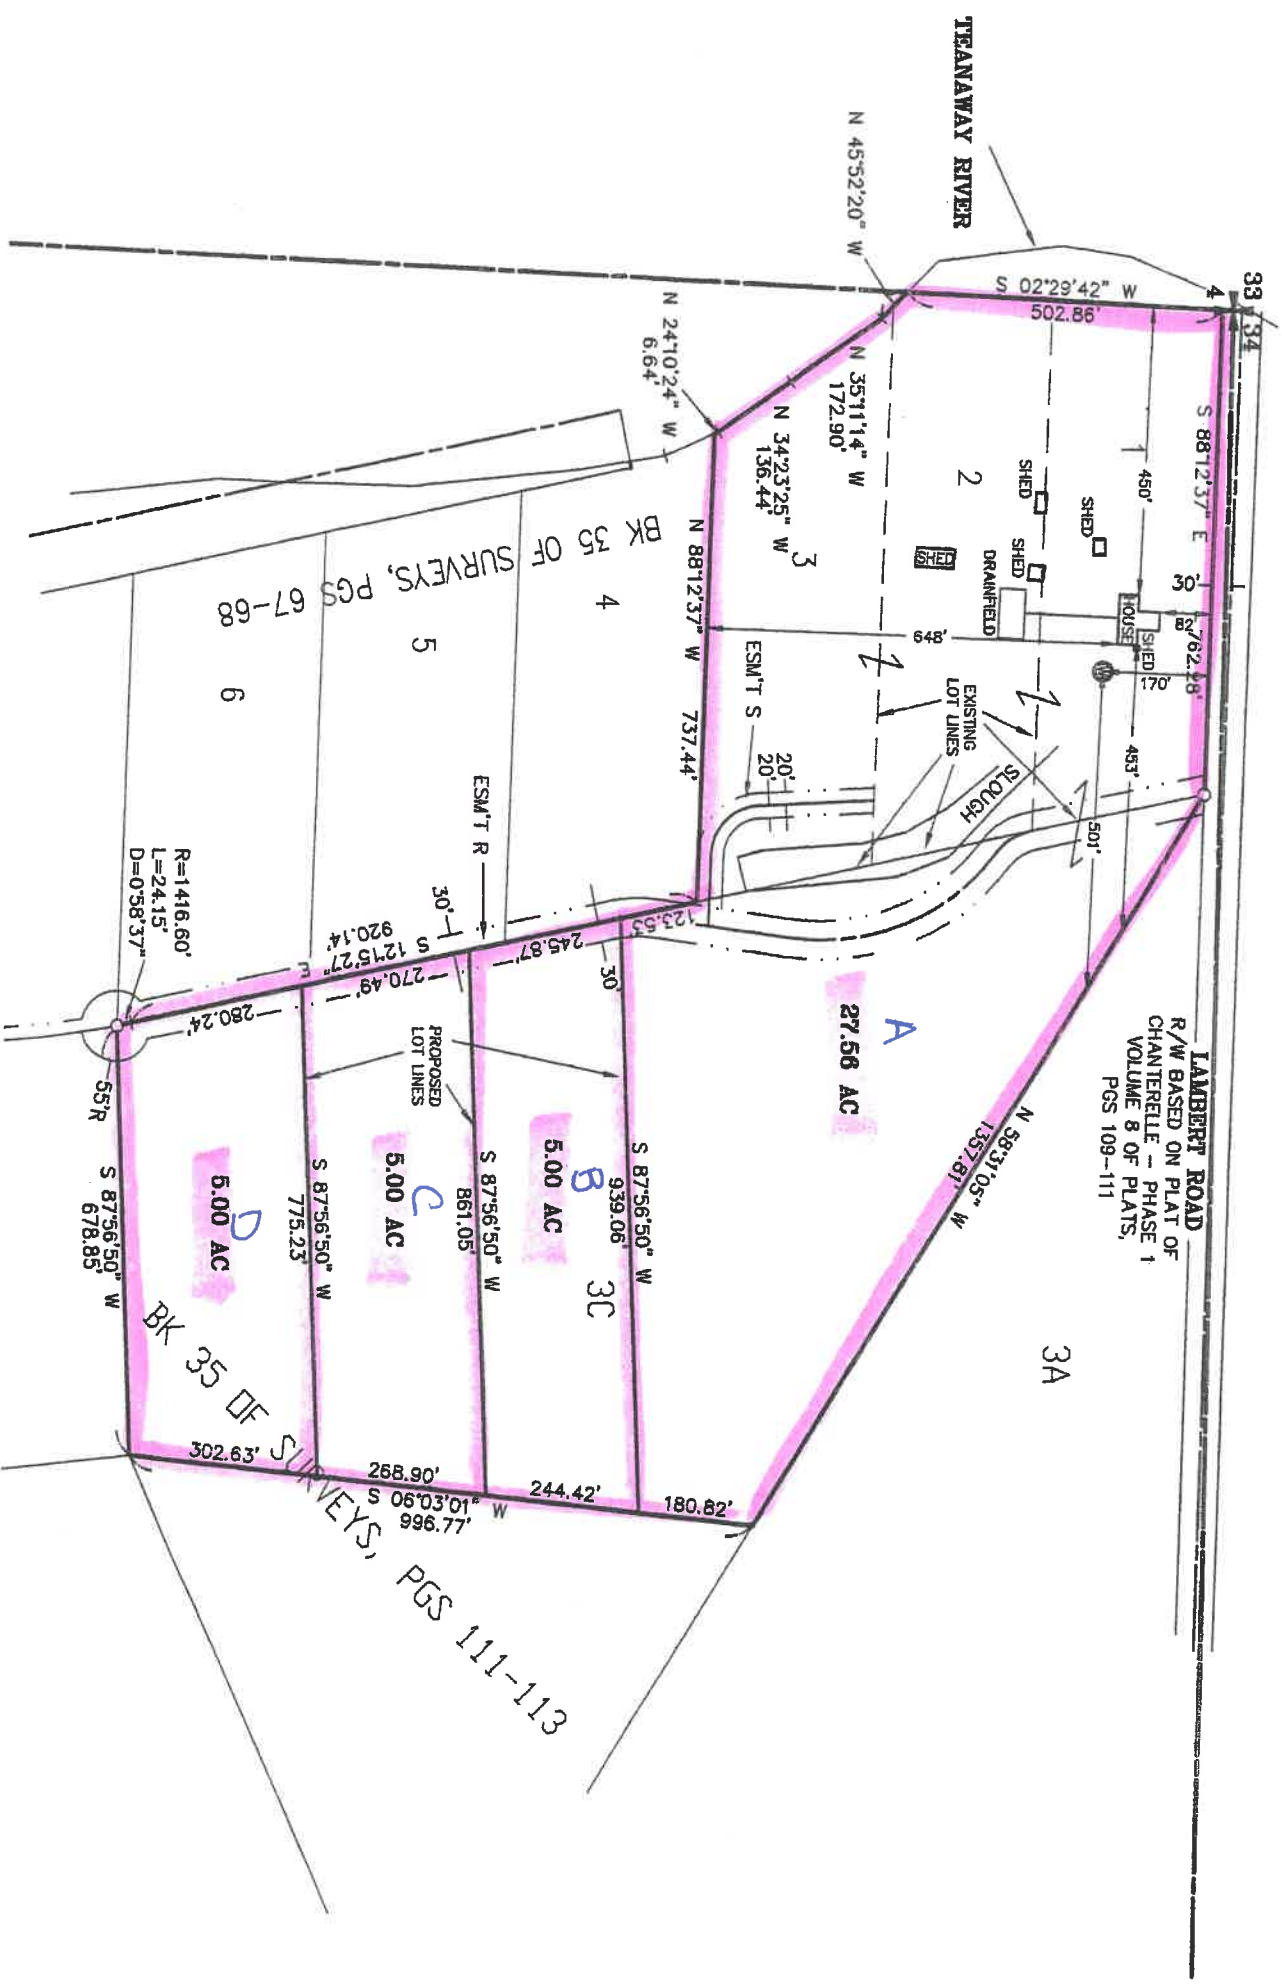 TEANAWAY RIVER
33 34
4
S 02°29'42" W
502.86'
N 45°52'20" W
S 88°12'37" E
762.28'
30'
82'
450'
1
SHED
SHED
SHED
SHED
SHED
HOUSE
DRAINFIELD
W
170'
453'
501'
648'
2
3
N 35°11'14" W
172.90'
N 34°23'25" W
136.44'
N 24°10'24" W
6.64'
N 88°12'37" W
737.44'
EXISTING
LOT LINES
SLOUGH
ESM'T S
20'
20'
LAMBERT ROAD
R/W BASED ON PLAT OF
CHANTERELLE - PHASE 1
VOLUME 8 OF PLATS,
PGS 109-111
N 58°31'05" W
1357.81'
3A
A
27.56 AC
BK 35 OF SURVEYS, PGS 67-68
4
5
6
ESM'T R
30'
30'
123.53'
245.87'
270.49'
280.24'
S 12°15'27" E
920.14'
R=1416.60'
L=24.15'
D=0°58'37"
55'R
PROPOSED
LOT LINES
S 87°56'50" W
939.06'
B
5.00 AC
3C
S 87°56'50" W
861.05'
C
5.00 AC
S 87°56'50" W
775.23'
D
5.00 AC
S 87°56'50" W
678.85'
180.82'
244.42'
268.90'
302.63'
S 06°03'01" W
996.77'
BK 35 OF SURVEYS, PGS 111-113